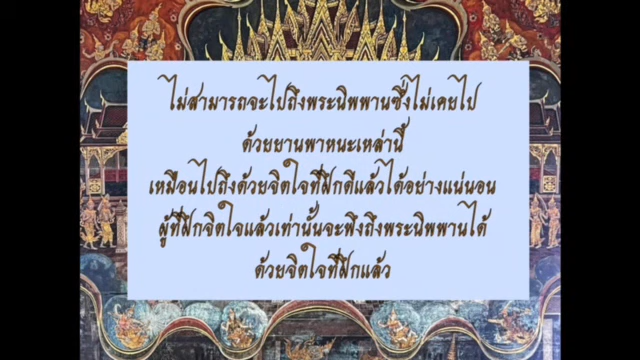 ไม่สามารถจะไปถึงพระนิพพานซึ่งไม่เคยไป
ด้วยยานพาหนะเหล่านี้
เหมือนไปถึงด้วยจิตใจที่ฝึกดีแล้วได้อย่างแน่นอน
ผู้ที่ฝึกจิตใจแล้วเท่านั้นจะพึงถึงพระนิพพานได้
ด้วยจิตใจที่ฝึกแล้ว